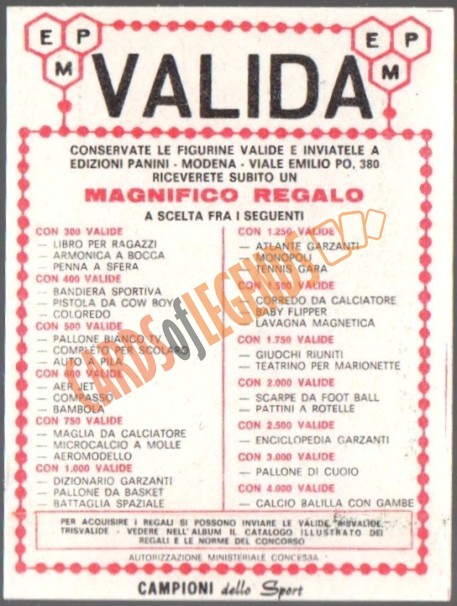 E P M
E P M
VALIDA
CONSERVATE LE FIGURINE VALIDE E INVIATELE A
EDIZIONI PANINI - MODENA - VIALE EMILIO PO, 380
RICEVERETE SUBITO UN
MAGNIFICO REGALO
A SCELTA FRA I SEGUENTI
CON 300 VALIDE
— LIBRO PER RAGAZZI
— ARMONICA A BOCCA
— PENNA A SFERA
CON 400 VALIDE
— BANDIERA SPORTIVA
— PISTOLA DA COW BOY
— COLOREDO
CON 500 VALIDE
— PALLONE BIANCO TV
— COMPLETO PER SCOLARO
— AUTO A PILA
CON 600 VALIDE
— AER JET
— COMPASSO
— BAMBOLA
CON 750 VALIDE
— MAGLIA DA CALCIATORE
— MICROCALCIO A MOLLE
— AEROMODELLO
CON 1.000 VALIDE
— DIZIONARIO GARZANTI
— PALLONE DA BASKET
— BATTAGLIA SPAZIALE
CON 1.250 VALIDE
— ATLANTE GARZANTI
— MONOPOLI
— TENNIS GARA
CON 1.500 VALIDE
— CORREDO DA CALCIATORE
— BABY FLIPPER
— LAVAGNA MAGNETICA
CON 1.750 VALIDE
— GIUOCHI RIUNITI
— TEATRINO PER MARIONETTE
CON 2.000 VALIDE
— SCARPE DA FOOT BALL
— PATTINI A ROTELLE
CON 2.500 VALIDE
— ENCICLOPEDIA GARZANTI
CON 3.000 VALIDE
— PALLONE DI CUOIO
CON 4.000 VALIDE
— CALCIO BALILLA CON GAMBE
PER ACQUISIRE I REGALI SI POSSONO INVIARE LE VALIDE, BISVALIDE,
TRISVALIDE - VEDERE NELL'ALBUM IL CATALOGO ILLUSTRATO DEI
REGALI E LE NORME DEL CONCORSO
AUTORIZZAZIONE MINISTERIALE CONCESSA
CAMPIONI dello Sport
CARDS of LEGENDS